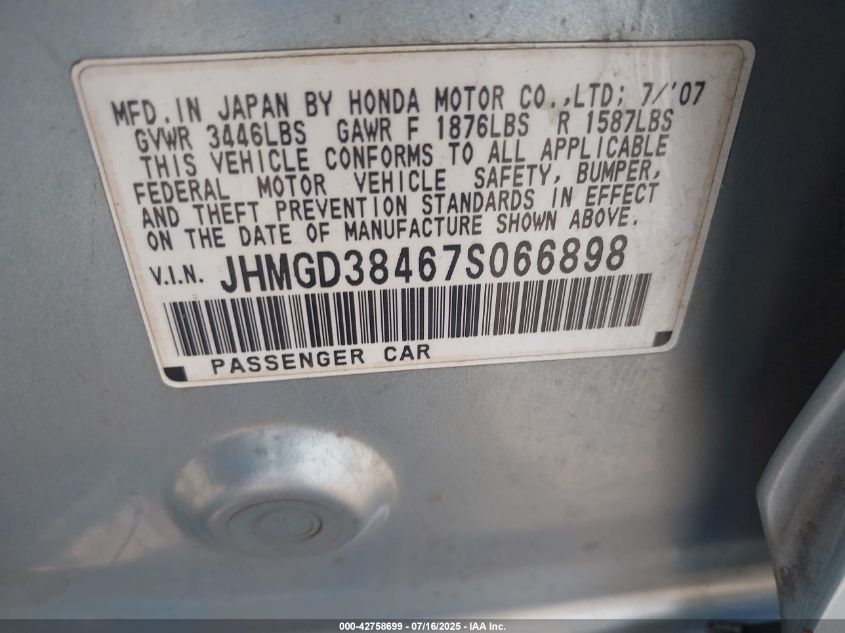 MFD. IN JAPAN BY HONDA MOTOR CO.,LTD; 7/'07
GVWR 3446LBS GAWR F 1876LBS R 1587LBS
THIS VEHICLE CONFORMS TO ALL APPLICABLE
FEDERAL MOTOR VEHICLE SAFETY, BUMPER,
AND THEFT PREVENTION STANDARDS IN EFFECT
ON THE DATE OF MANUFACTURE SHOWN ABOVE.
V.I.N. JHMGD38467S066898
PASSENGER CAR
000-42758699 - 07/16/2025 - IAA Inc.